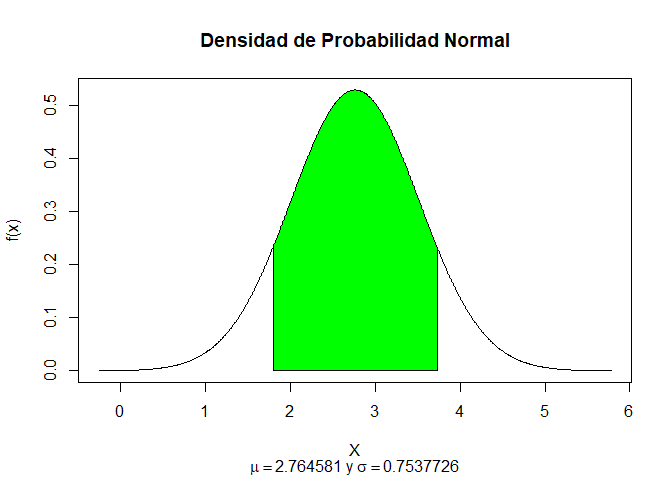 Densidad de Probabilidad Normal
f(x)
0.5
0.4
0.3
0.2
0.1
0.0
0 1 2 3 4 5 6
X
μ = 2.764581 y σ = 0.7537726